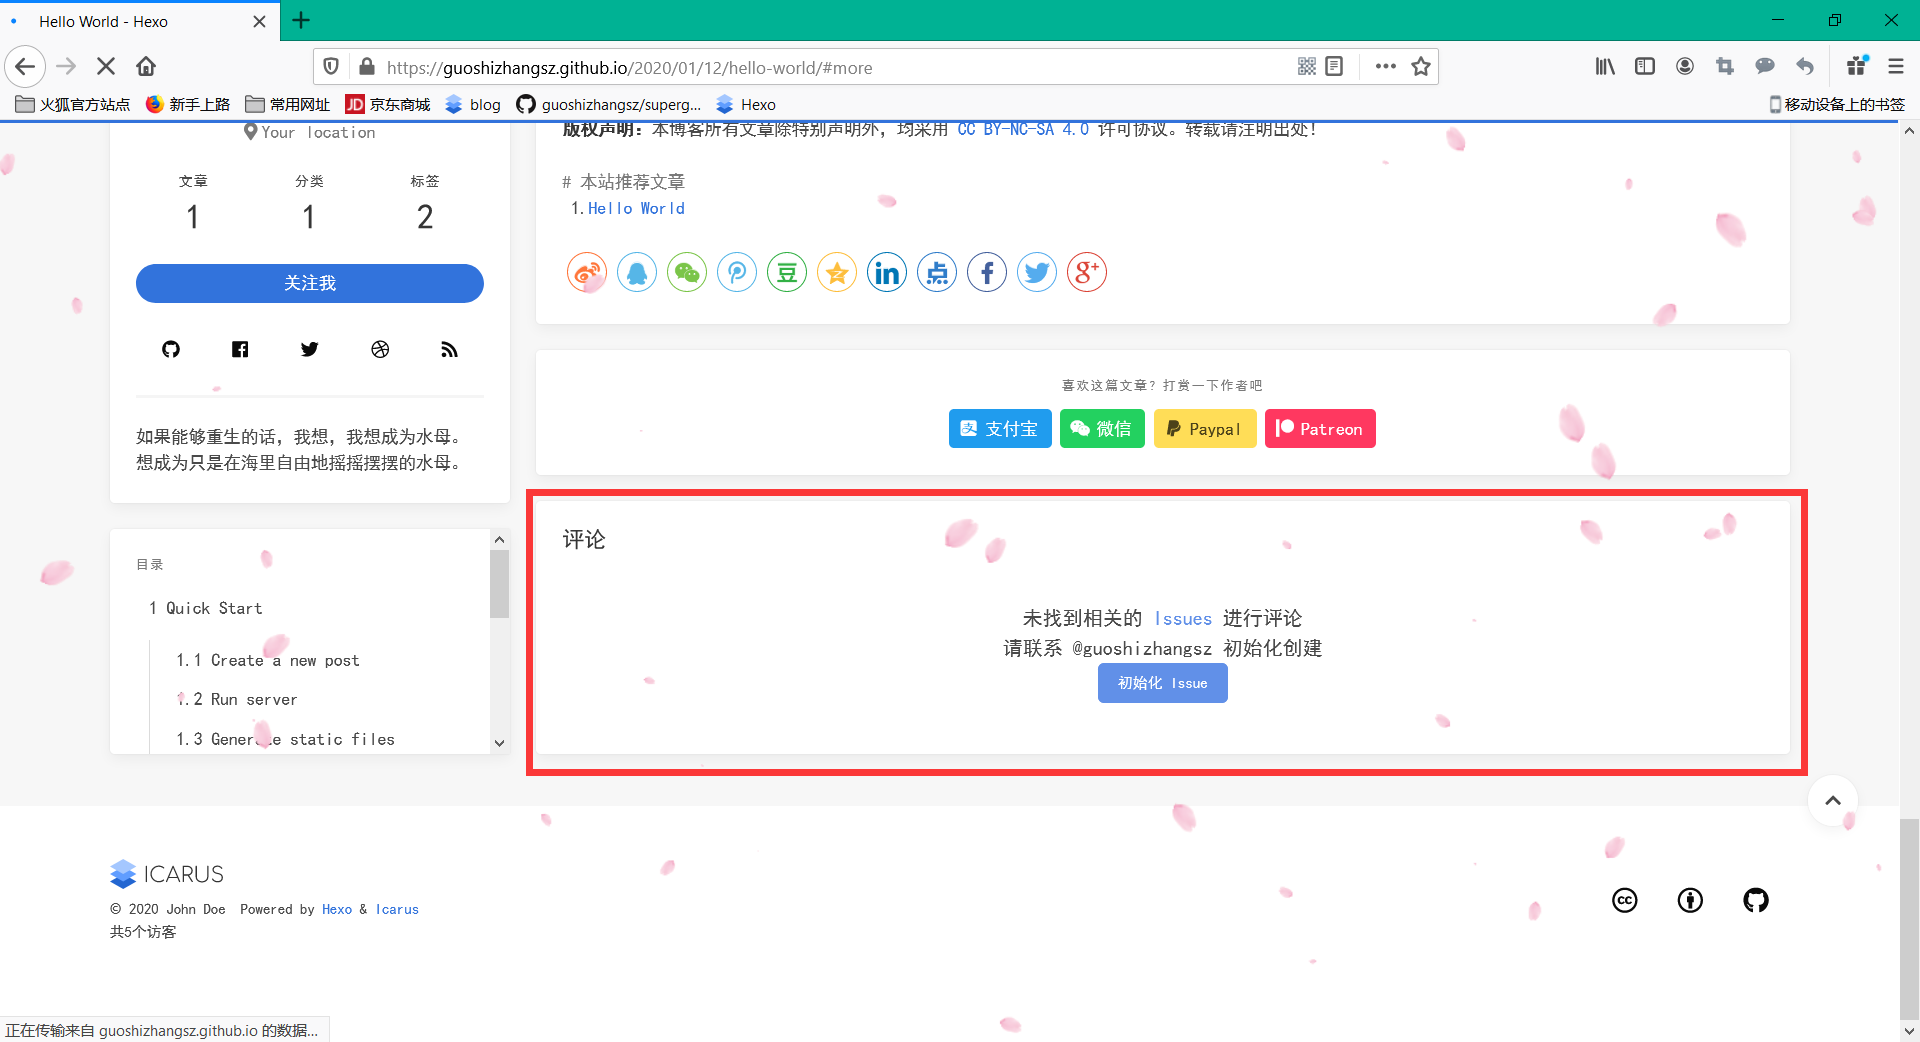 Hello World - Hexo
https://guoshizhangsz.github.io/2020/01/12/hello-world/#more
火狐官方站点 新手上路 常用网址 JD 京东商城 blog guoshizhangsz/superg... Hexo 移动设备上的书签
Your location
文章 分类 标签
1 1 2
关注我
如果能够重生的话，我想，我想成为水母。
想成为只是在海里自由地摇摇摆摆的水母。
目录
1 Quick Start
1.1 Create a new post
1.2 Run server
1.3 Generate static files
版权声明：本博客所有文章除特别声明外，均采用 CC BY-NC-SA 4.0 许可协议。转载请注明出处！
# 本站推荐文章
1.Hello World
豆 in 点 f g+
喜欢这篇文章？打赏一下作者吧
支 支付宝 微信 Paypal Patreon
评论
未找到相关的 Issues 进行评论
请联系 @guoshizhangsz 初始化创建
初始化 Issue
ICARUS
© 2020 John Doe Powered by Hexo & Icarus
共5个访客
cc
正在传输来自 guoshizhangsz.github.io 的数据...